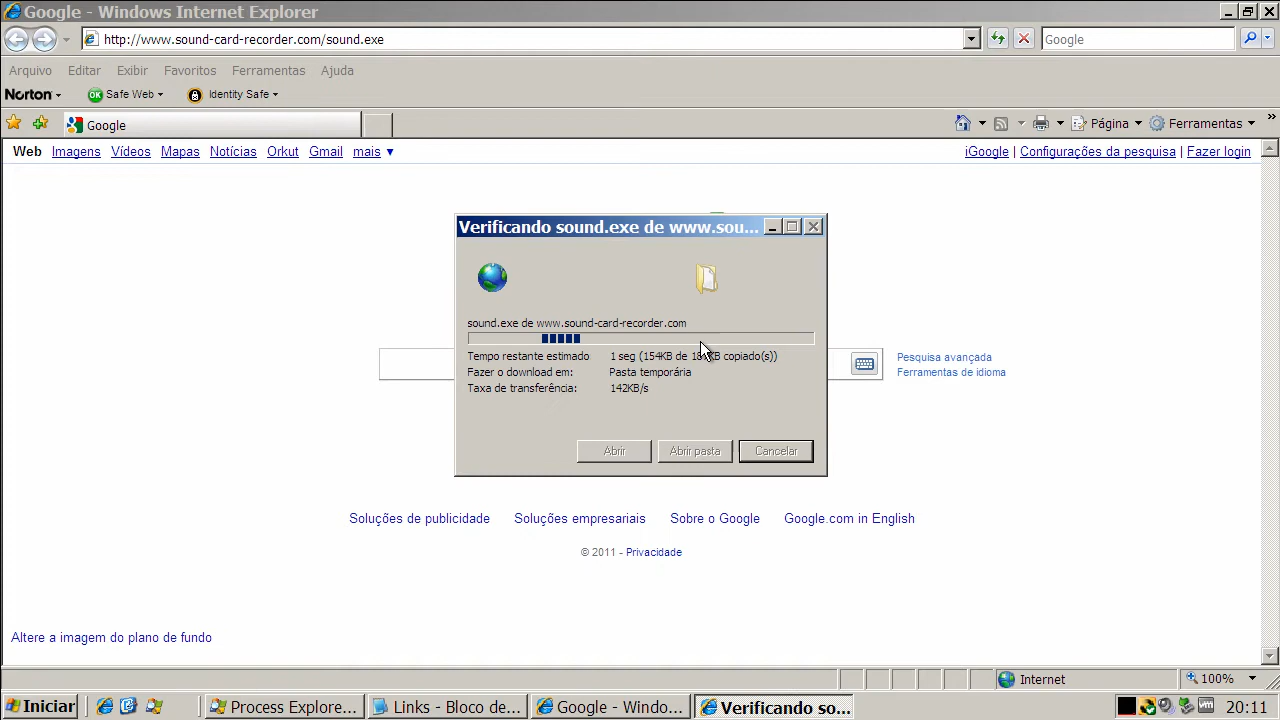 Google - Windows Internet Explorer
http://www.sound-card-recorder.com/sound.exe
Google
Arquivo Editar Exibir Favoritos Ferramentas Ajuda
Norton Safe Web Identity Safe
OK
Google
Página Ferramentas
Web Imagens Vídeos Mapas Notícias Orkut Gmail mais ▼
iGoogle | Configurações da pesquisa | Fazer login
Verificando sound.exe de www.sou...
sound.exe de www.sound-card-recorder.com
Tempo restante estimado 1 seg (154KB de copiado(s))
Fazer o download em: Pasta temporária
Taxa de transferência: 142KB/s
Abrir Abrir pasta Cancelar
Pesquisa avançada
Ferramentas de idioma
Soluções de publicidade Soluções empresariais Sobre o Google Google.com in English
© 2011 - Privacidade
Altere a imagem do plano de fundo
Internet 100%
Iniciar Process Explore... Links - Bloco de... Google - Windo... Verificando so... 20:11